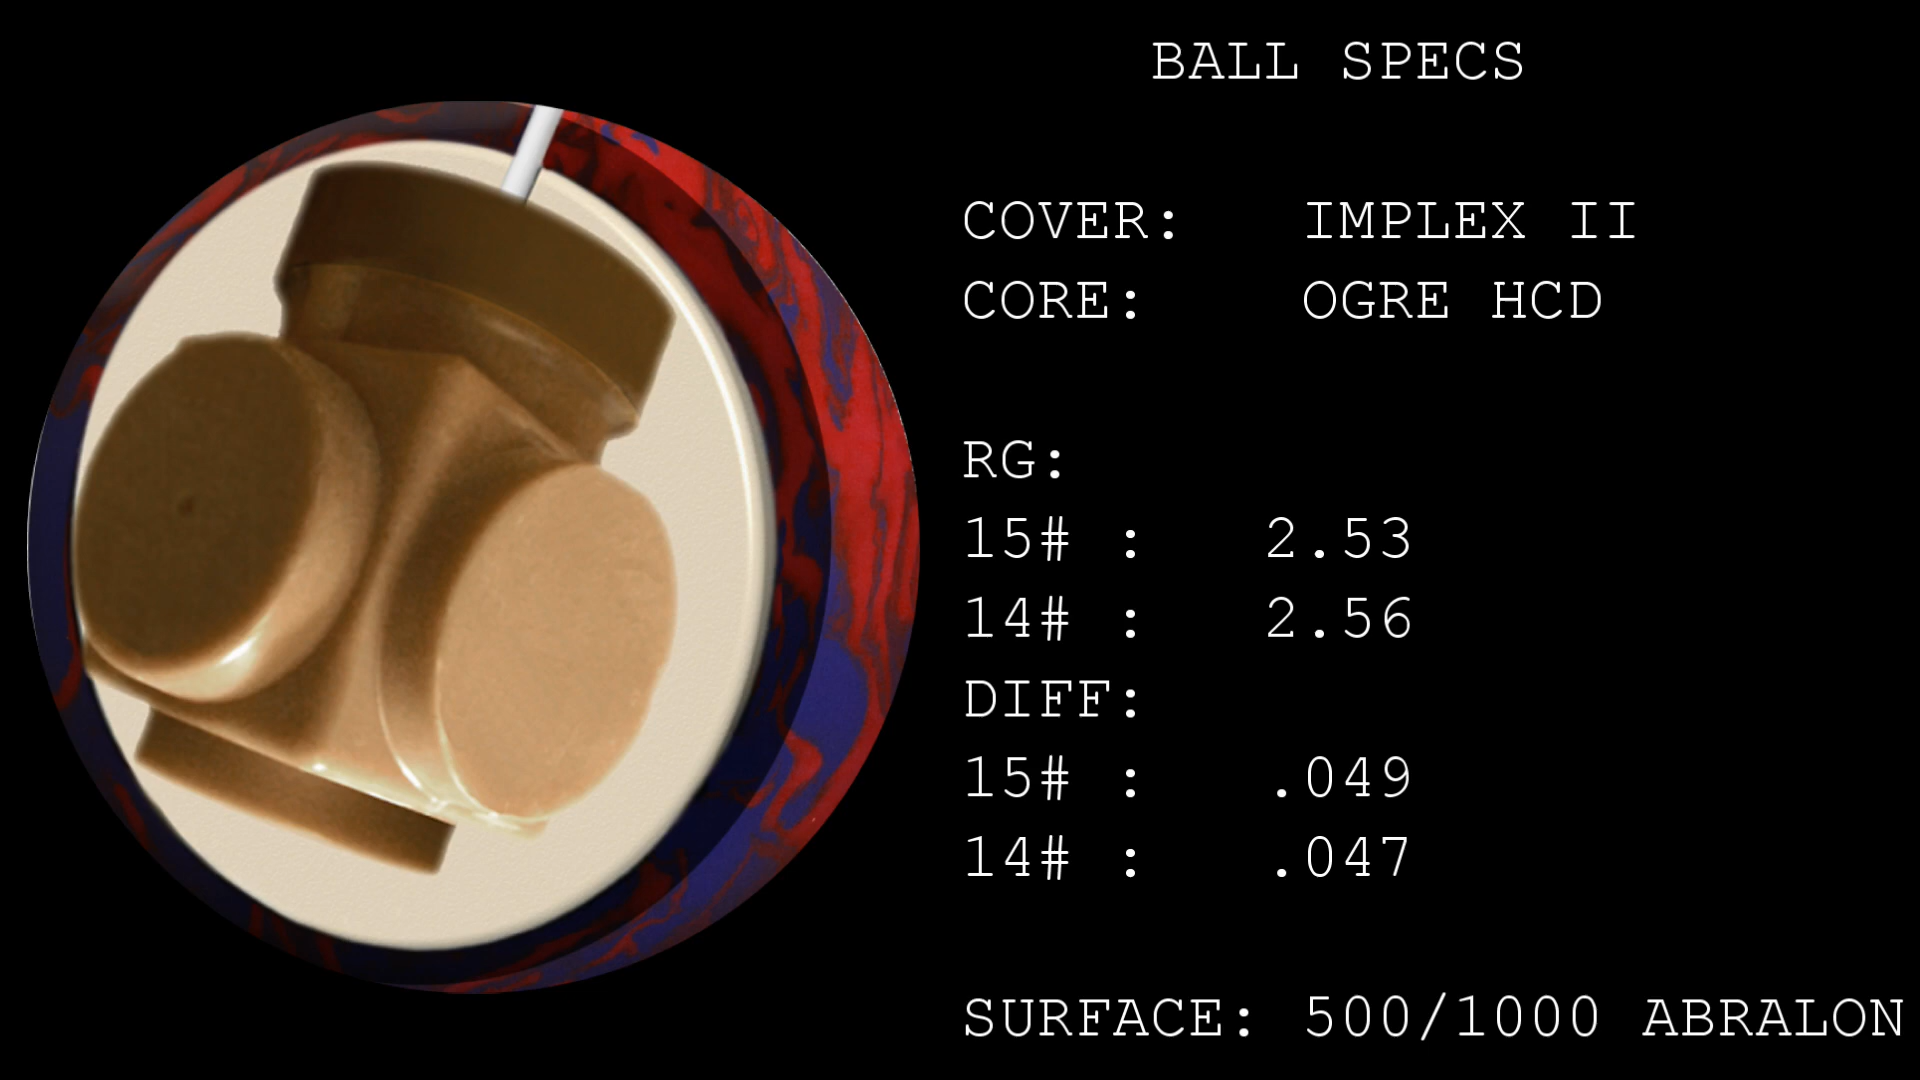 BALL SPECS
COVER: IMPLEX II
CORE: OGRE HCD
RG:
15# : 2.53
14# : 2.56
DIFF:
15# : .049
14# : .047
SURFACE: 500/1000 ABRALON